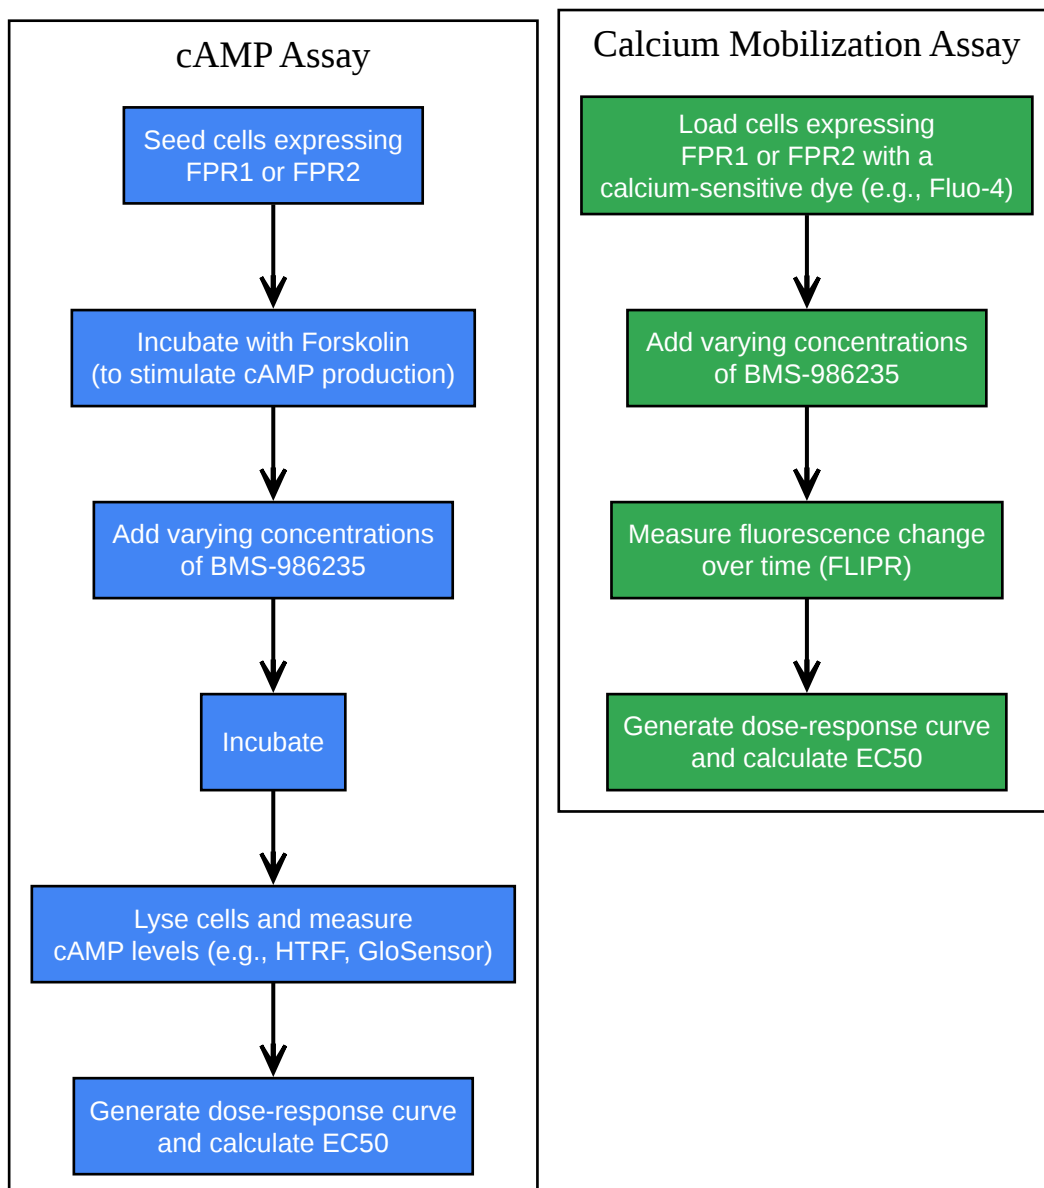 cAMP Assay
Seed cells expressing
FPR1 or FPR2
Incubate with Forskolin
(to stimulate cAMP production)
Add varying concentrations
of BMS-986235
Incubate
Lyse cells and measure
cAMP levels (e.g., HTRF, GloSensor)
Generate dose-response curve
and calculate EC50
Calcium Mobilization Assay
Load cells expressing
FPR1 or FPR2 with a
calcium-sensitive dye (e.g., Fluo-4)
Add varying concentrations
of BMS-986235
Measure fluorescence change
over time (FLIPR)
Generate dose-response curve
and calculate EC50